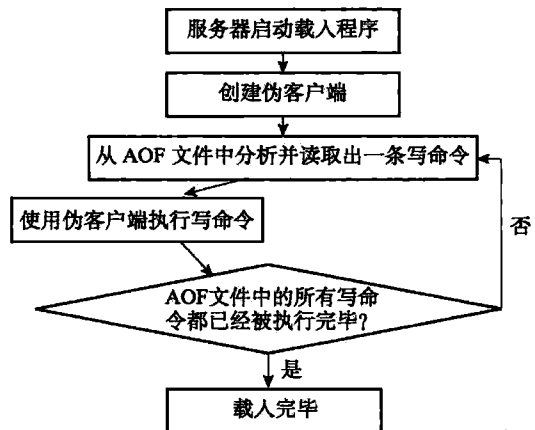 服务器启动载入程序
创建伪客户端
从 AOF 文件中分析并读取出一条写命令
使用伪客户端执行写命令
否
AOF文件中的所有写命
令都已经被执行完毕?
是
载人完毕